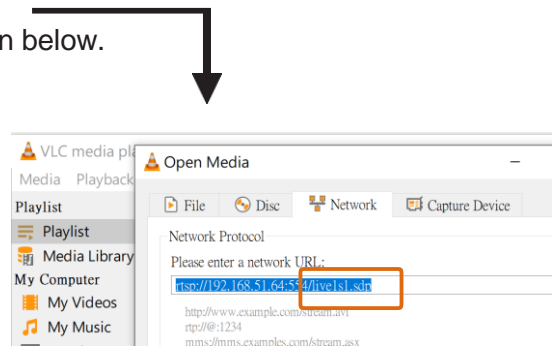 n below.
VLC media pla
Open Media
Media Playback
Playlist
File Disc Network Capture Device
Playlist
Network Protocol
Media Library
Please enter a network URL:
My Computer
rtsp://192.168.51.64:554/live1s1.sdp
My Videos
http://www.example.com/stream.avi
rtp://@:1234
My Music
mms://mms.examples.com/stream.asx